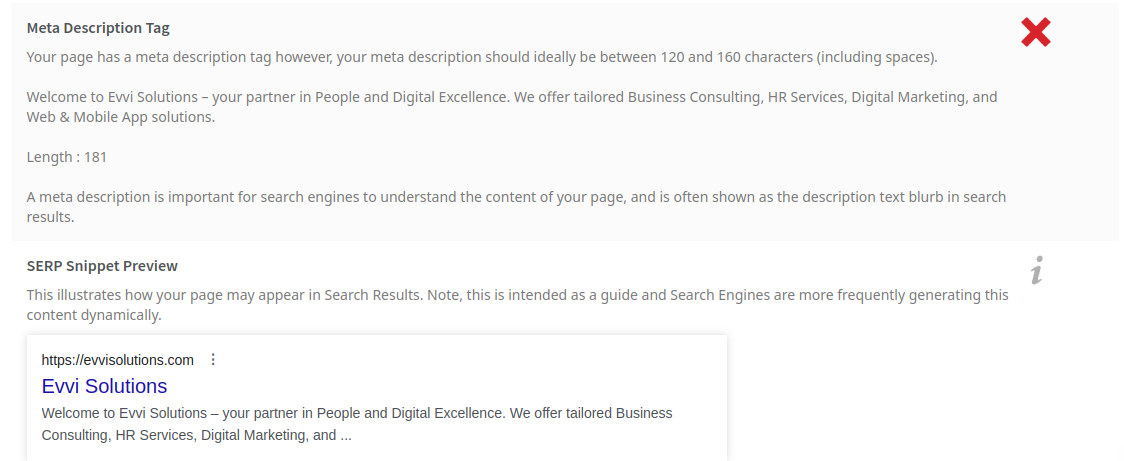 Meta Description Tag
Your page has a meta description tag however, your meta description should ideally be between 120 and 160 characters (including spaces).
Welcome to Evvi Solutions – your partner in People and Digital Excellence. We offer tailored Business Consulting, HR Services, Digital Marketing, and
Web & Mobile App solutions.
Length : 181
A meta description is important for search engines to understand the content of your page, and is often shown as the description text blurb in search
results.
SERP Snippet Preview
This illustrates how your page may appear in Search Results. Note, this is intended as a guide and Search Engines are more frequently generating this
content dynamically.
https://evvisolutions.com
Evvi Solutions
Welcome to Evvi Solutions – your partner in People and Digital Excellence. We offer tailored Business
Consulting, HR Services, Digital Marketing, and ...